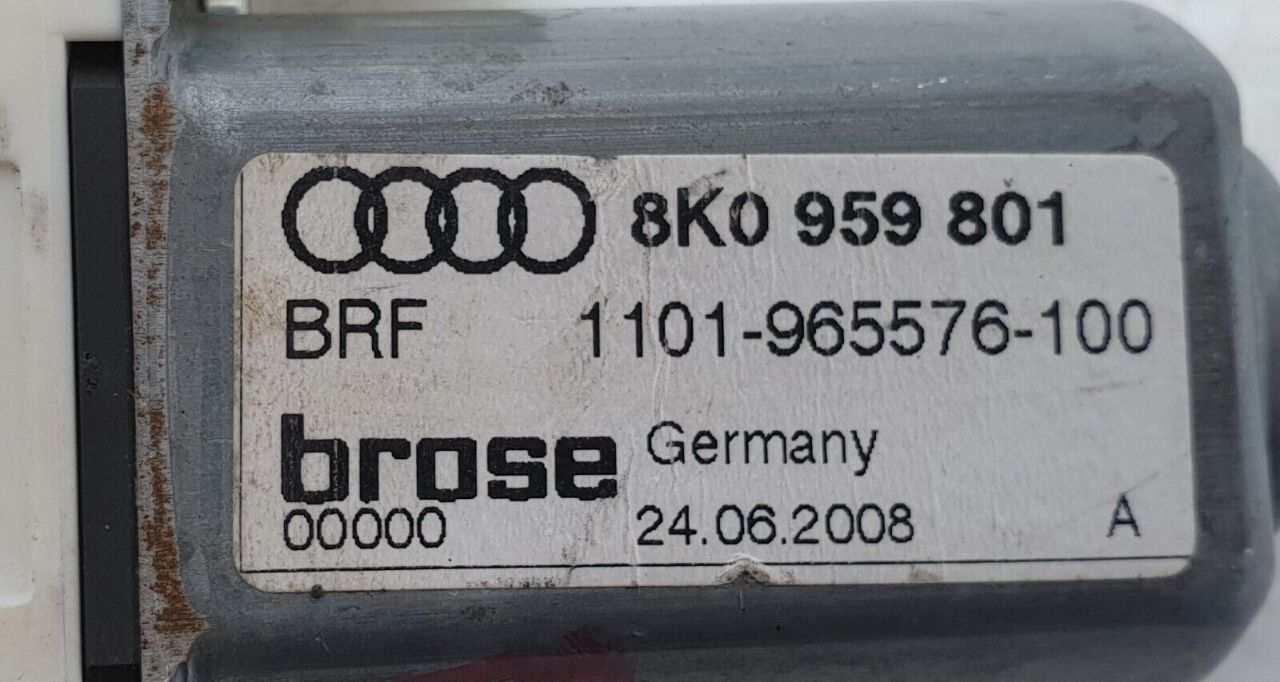 8K0 959 801
BRF 1101-965576-100
brose Germany
00000 24.06.2008 A